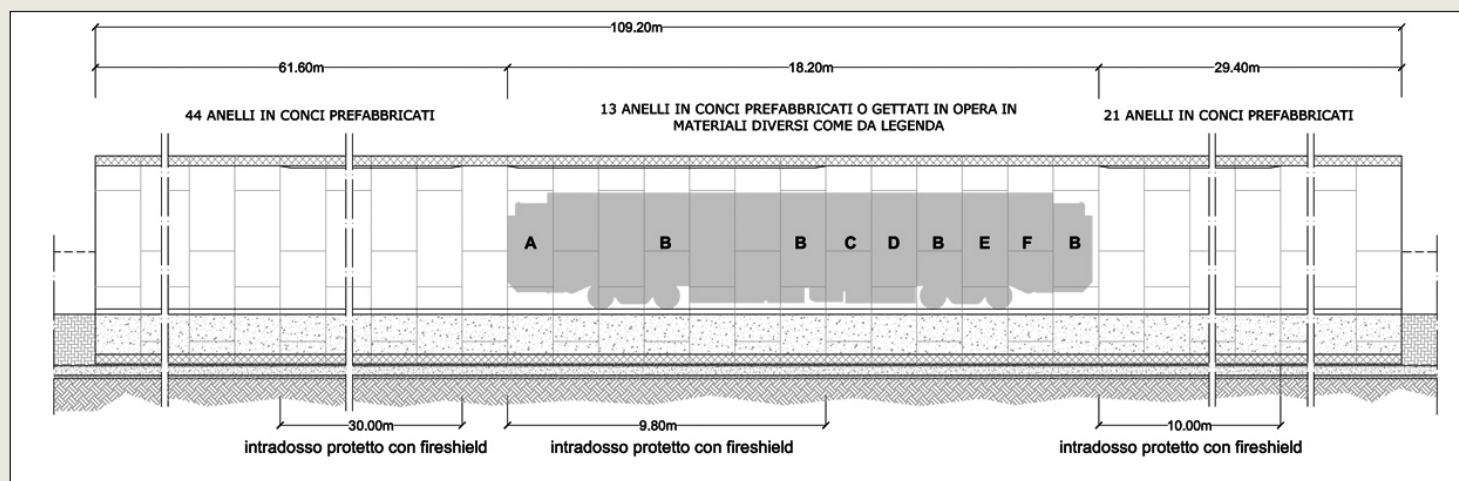 109.20m
61.60m
18.20m
29.40m
44 ANELLI IN CONCI PREFABBRICATI
13 ANELLI IN CONCI PREFABBRICATI O GETTATI IN OPERA IN
MATERIALI DIVERSI COME DA LEGENDA
21 ANELLI IN CONCI PREFABBRICATI
A B B C D B E F B
30.00m
9.80m
10.00m
intradosso protetto con fireshield
intradosso protetto con fireshield
intradosso protetto con fireshield